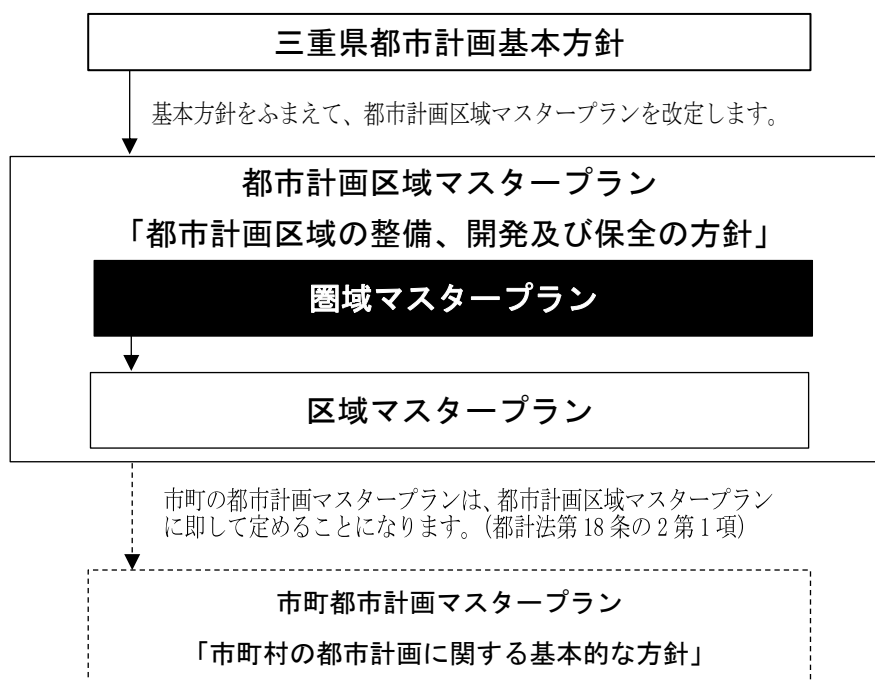 三重県都市計画基本方針
基本方針をふまえて、都市計画区域マスタープランを改定します。
都市計画区域マスタープラン
「都市計画区域の整備、開発及び保全の方針」
圏域マスタープラン
区域マスタープラン
市町の都市計画マスタープランは、都市計画区域マスタープラン
に即して定めることになります。（都計法第18条の2第1項）
市町都市計画マスタープラン
「市町村の都市計画に関する基本的な方針」